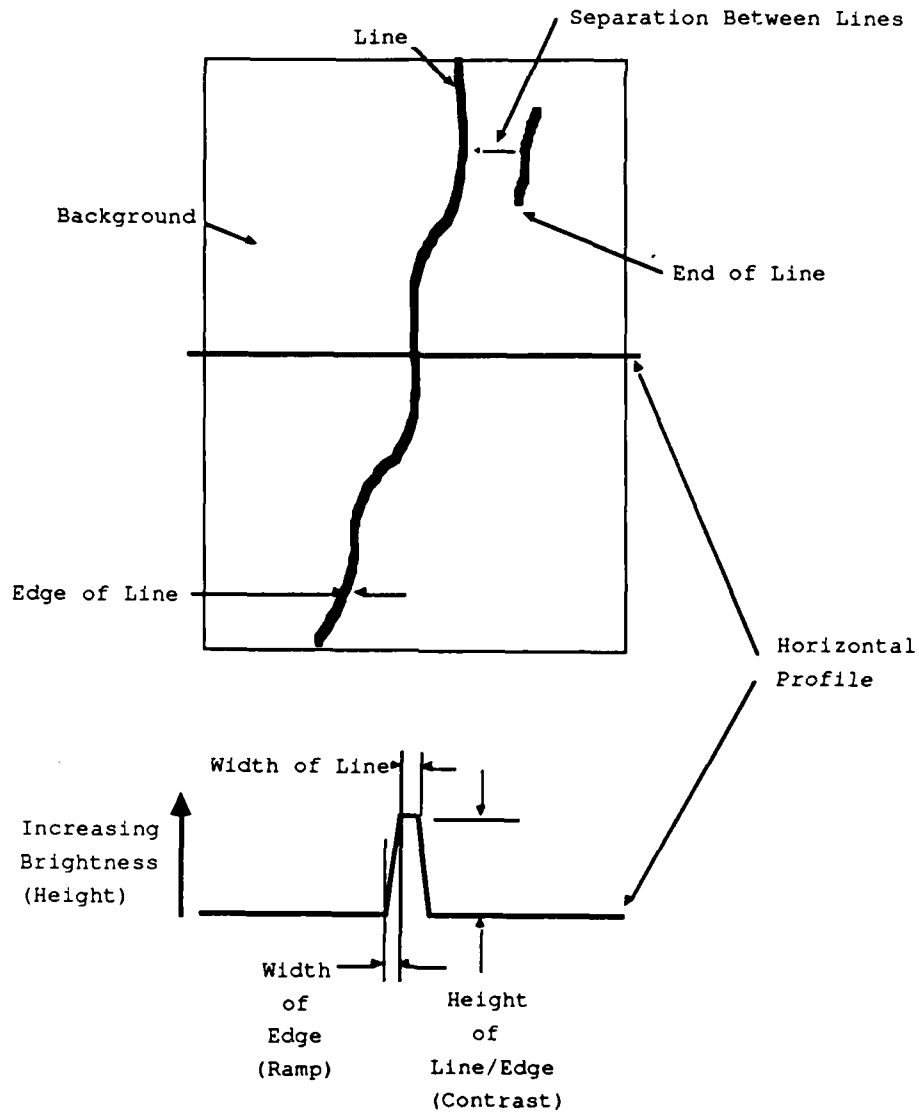 Separation Between Lines
Line
Background
End of Line
Edge of Line
Horizontal
Profile
Width of Line
Increasing
Brightness
(Height)
Width
of
Edge
(Ramp)
Height
of
Line/Edge
(Contrast)